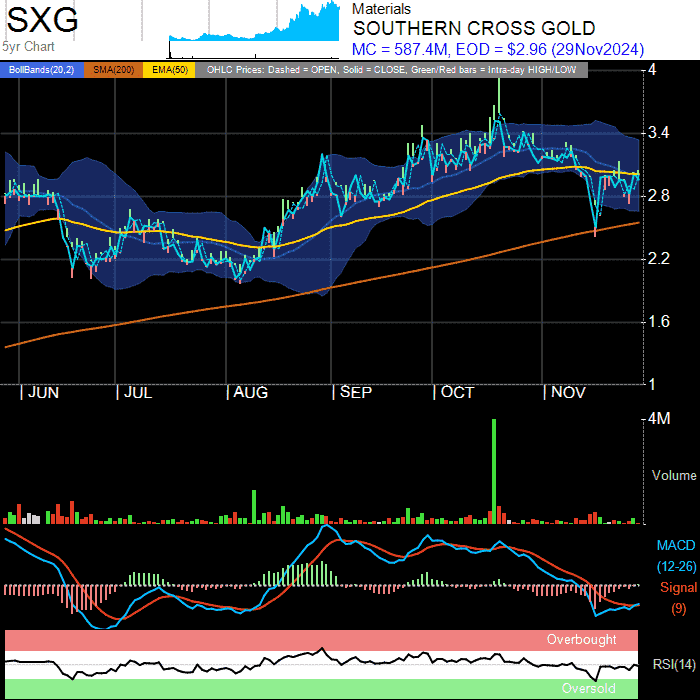 SXG
5yr Chart
Materials
SOUTHERN CROSS GOLD
MC = 587.4M, EOD = $2.96 (29Nov2024)
BollBands(20,2) SMA(200) EMA(50) OHLC Prices: Dashed = OPEN, Solid = CLOSE, Green/Red bars = Intra-day HIGH/LOW
4
3.4
2.8
2.2
1.6
1
| JUN | JUL | AUG | SEP | OCT | NOV
4M
Volume
MACD
(12-26)
Signal
(9)
Overbought
RSI(14)
Oversold